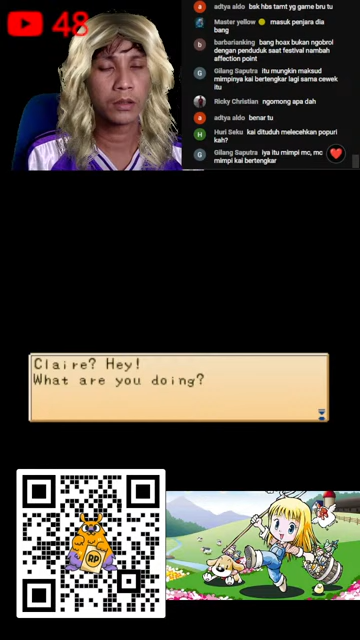 48
aditya aldo bsk hbs tamt yg game bru tu
Master yellow masuk penjara dia
bang
barbarianking bang hoax bukan ngobrol
dengan penduduk saat festival nambah
affection point
Gilang Saputra itu mungkin maksud
mimpinya kai bertengkar lagi sama cewek
itu
Ricky Christian ngomong apa dah
aditya aldo benar tu
Huri Seku kai dituduh melecehkan popuri
kah?
Gilang Saputra iya itu mimpi mc, mc
mimpi kai bertengkar
Claire? Hey!
What are you doing?
RP